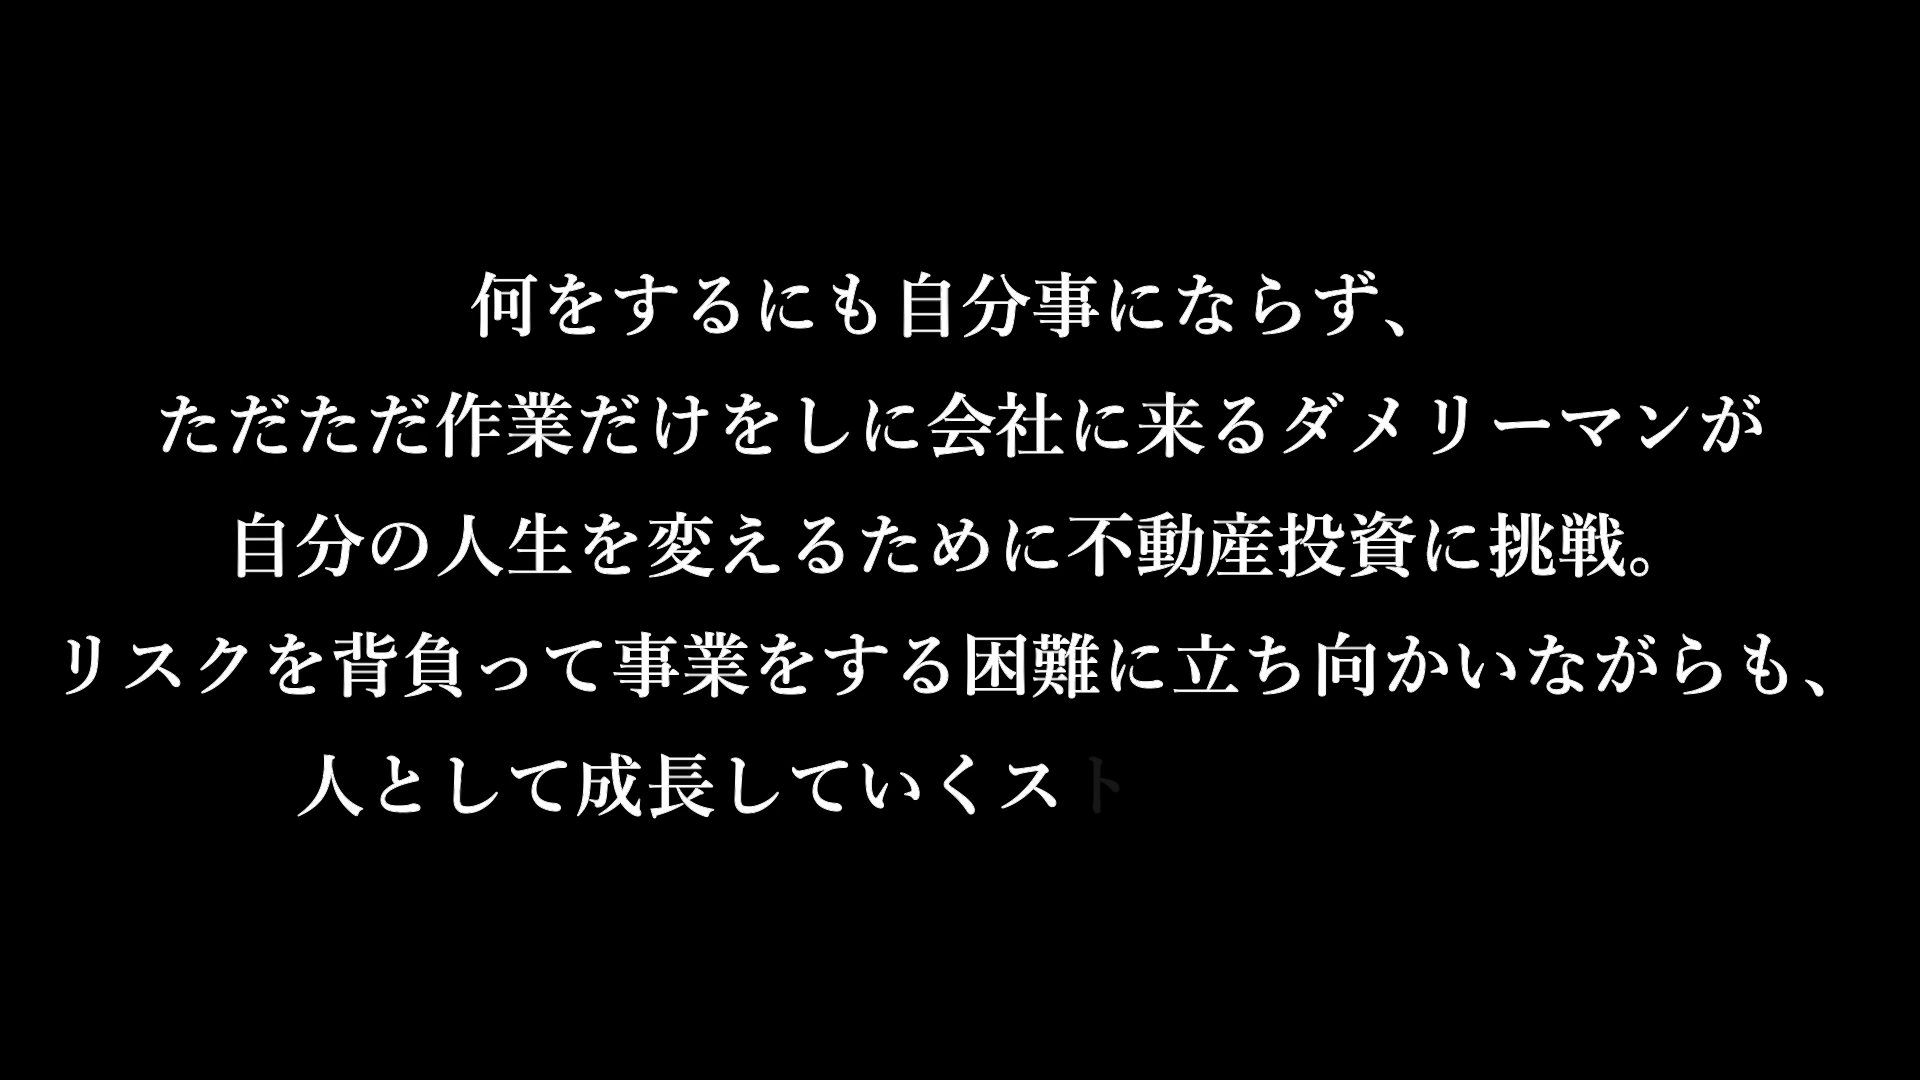 何をするにも自分事にならず、
ただただ作業だけをしに会社に来るダメリーマンが
自分の人生を変えるために不動産投資に挑戦。
リスクを背負って事業をする困難に立ち向かいながらも、
人として成長していくスト